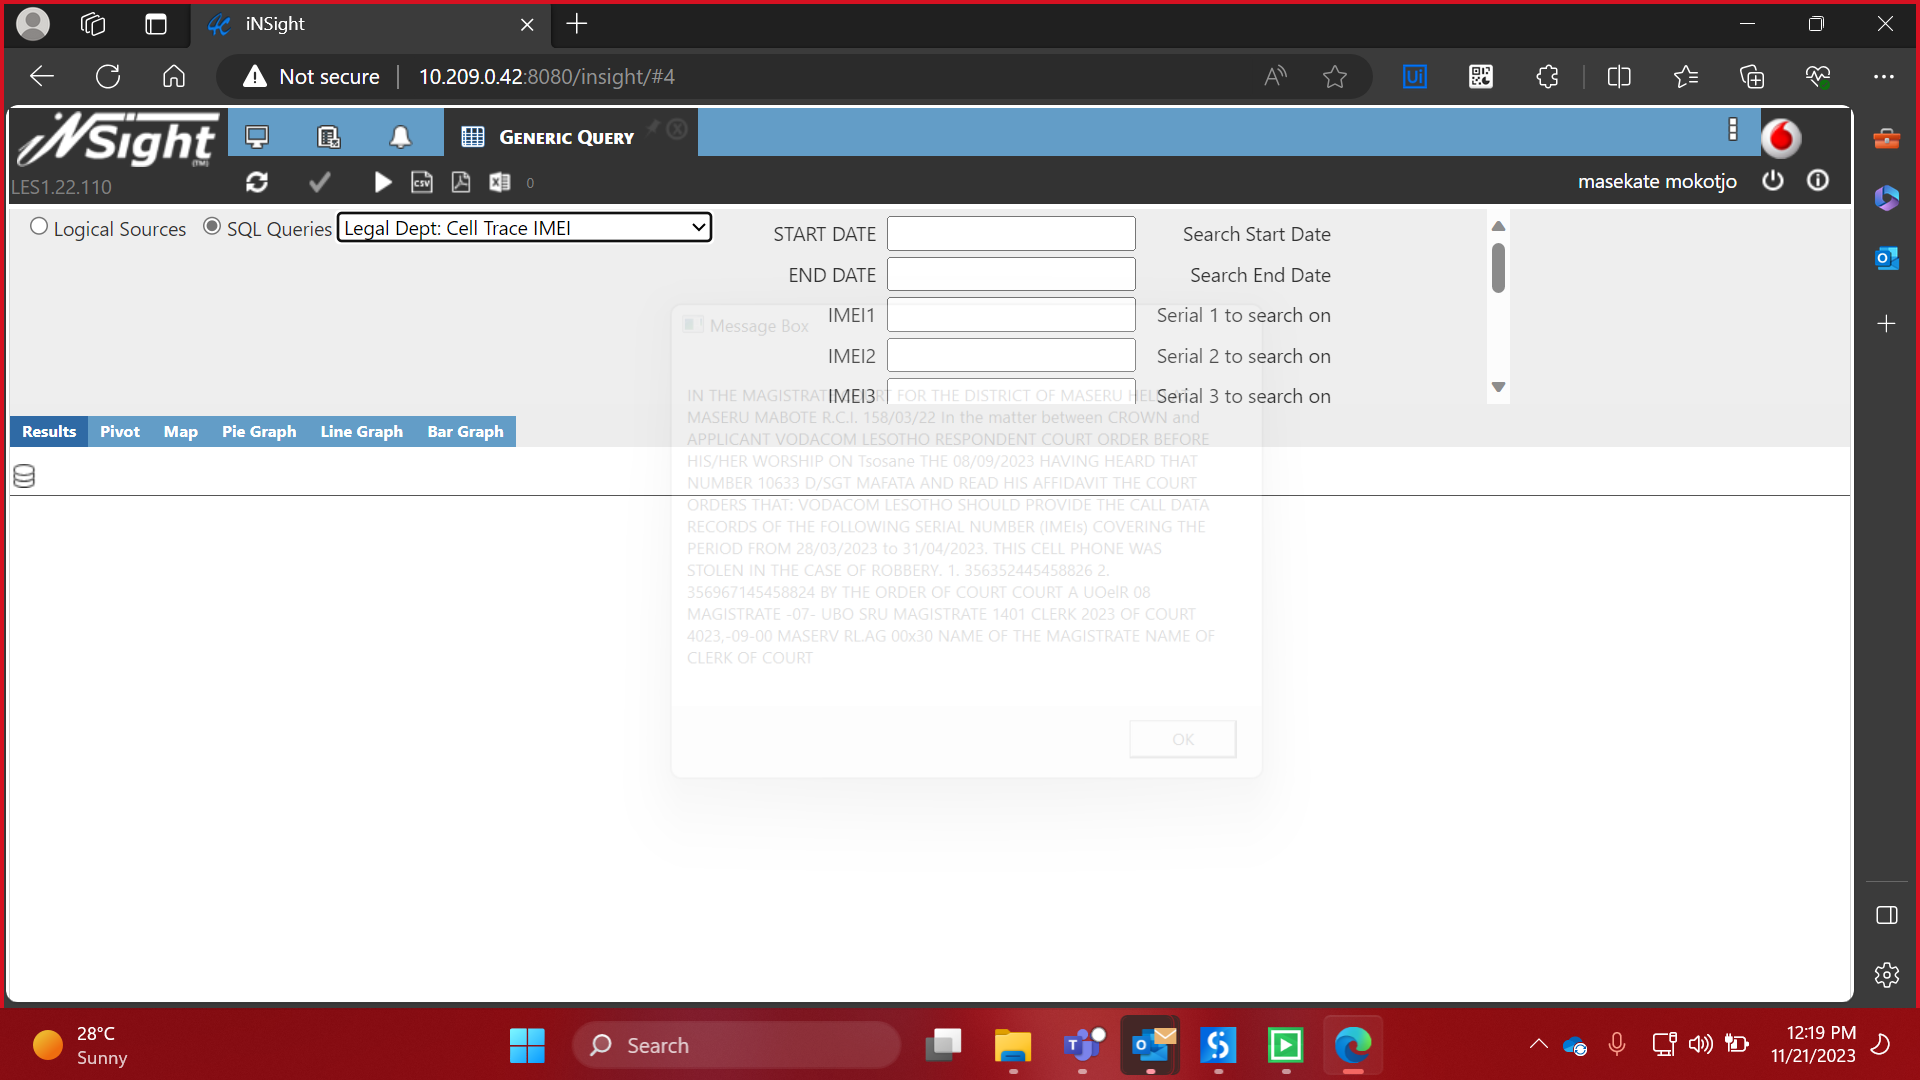 iNSight
Not secure
10.209.0.42:8080/insight/#4
iNSight
(TM)
GENERIC QUERY
LES1.22.110
CSV
0
masekate mokotjo
Logical Sources
SQL Queries
Legal Dept: Cell Trace IMEI
START DATE
Search Start Date
END DATE
Search End Date
IMEI1
Serial 1 to search on
IMEI2
Serial 2 to search on
IMEI3
Serial 3 to search on
Message Box
IN THE MAGISTRATE COURT FOR THE DISTRICT OF MASERU HELD AT
MASERU MABOTE R.C.I. 158/03/22 In the matter between CROWN and
APPLICANT VODACOM LESOTHO RESPONDENT COURT ORDER BEFORE
HIS/HER WORSHIP ON Tsosane THE 08/09/2023 HAVING HEARD THAT
NUMBER 10633 D/SGT MAFATA AND READ HIS AFFIDAVIT THE COURT
ORDERS THAT: VODACOM LESOTHO SHOULD PROVIDE THE CALL DATA
RECORDS OF THE FOLLOWING SERIAL NUMBER (IMEIs) COVERING THE
PERIOD FROM 28/03/2023 to 31/04/2023. THIS CELL PHONE WAS
STOLEN IN THE CASE OF ROBBERY. 1. 356352445458826 2.
356967145458824 BY THE ORDER OF COURT COURT A UOelR 08
MAGISTRATE -07- UBO SRU MAGISTRATE 1401 CLERK 2023 OF COURT
4023,-09-00 MASERV RL.AG 00x30 NAME OF THE MAGISTRATE NAME OF
CLERK OF COURT
OK
Results
Pivot
Map
Pie Graph
Line Graph
Bar Graph
28°C
Sunny
Search
12:19 PM
11/21/2023